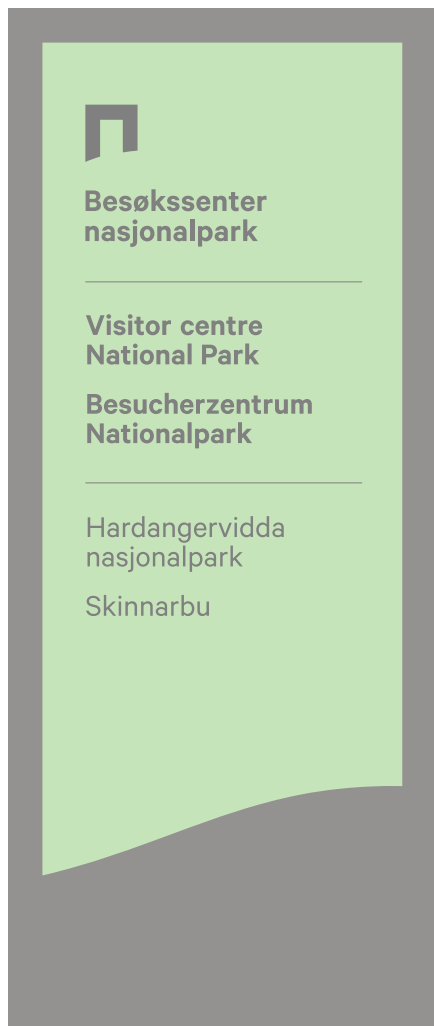 Besøkssenter
nasjonalpark
Visitor centre
National Park
Besucherzentrum
Nationalpark
Hardangervidda
nasjonalpark
Skinnarbu